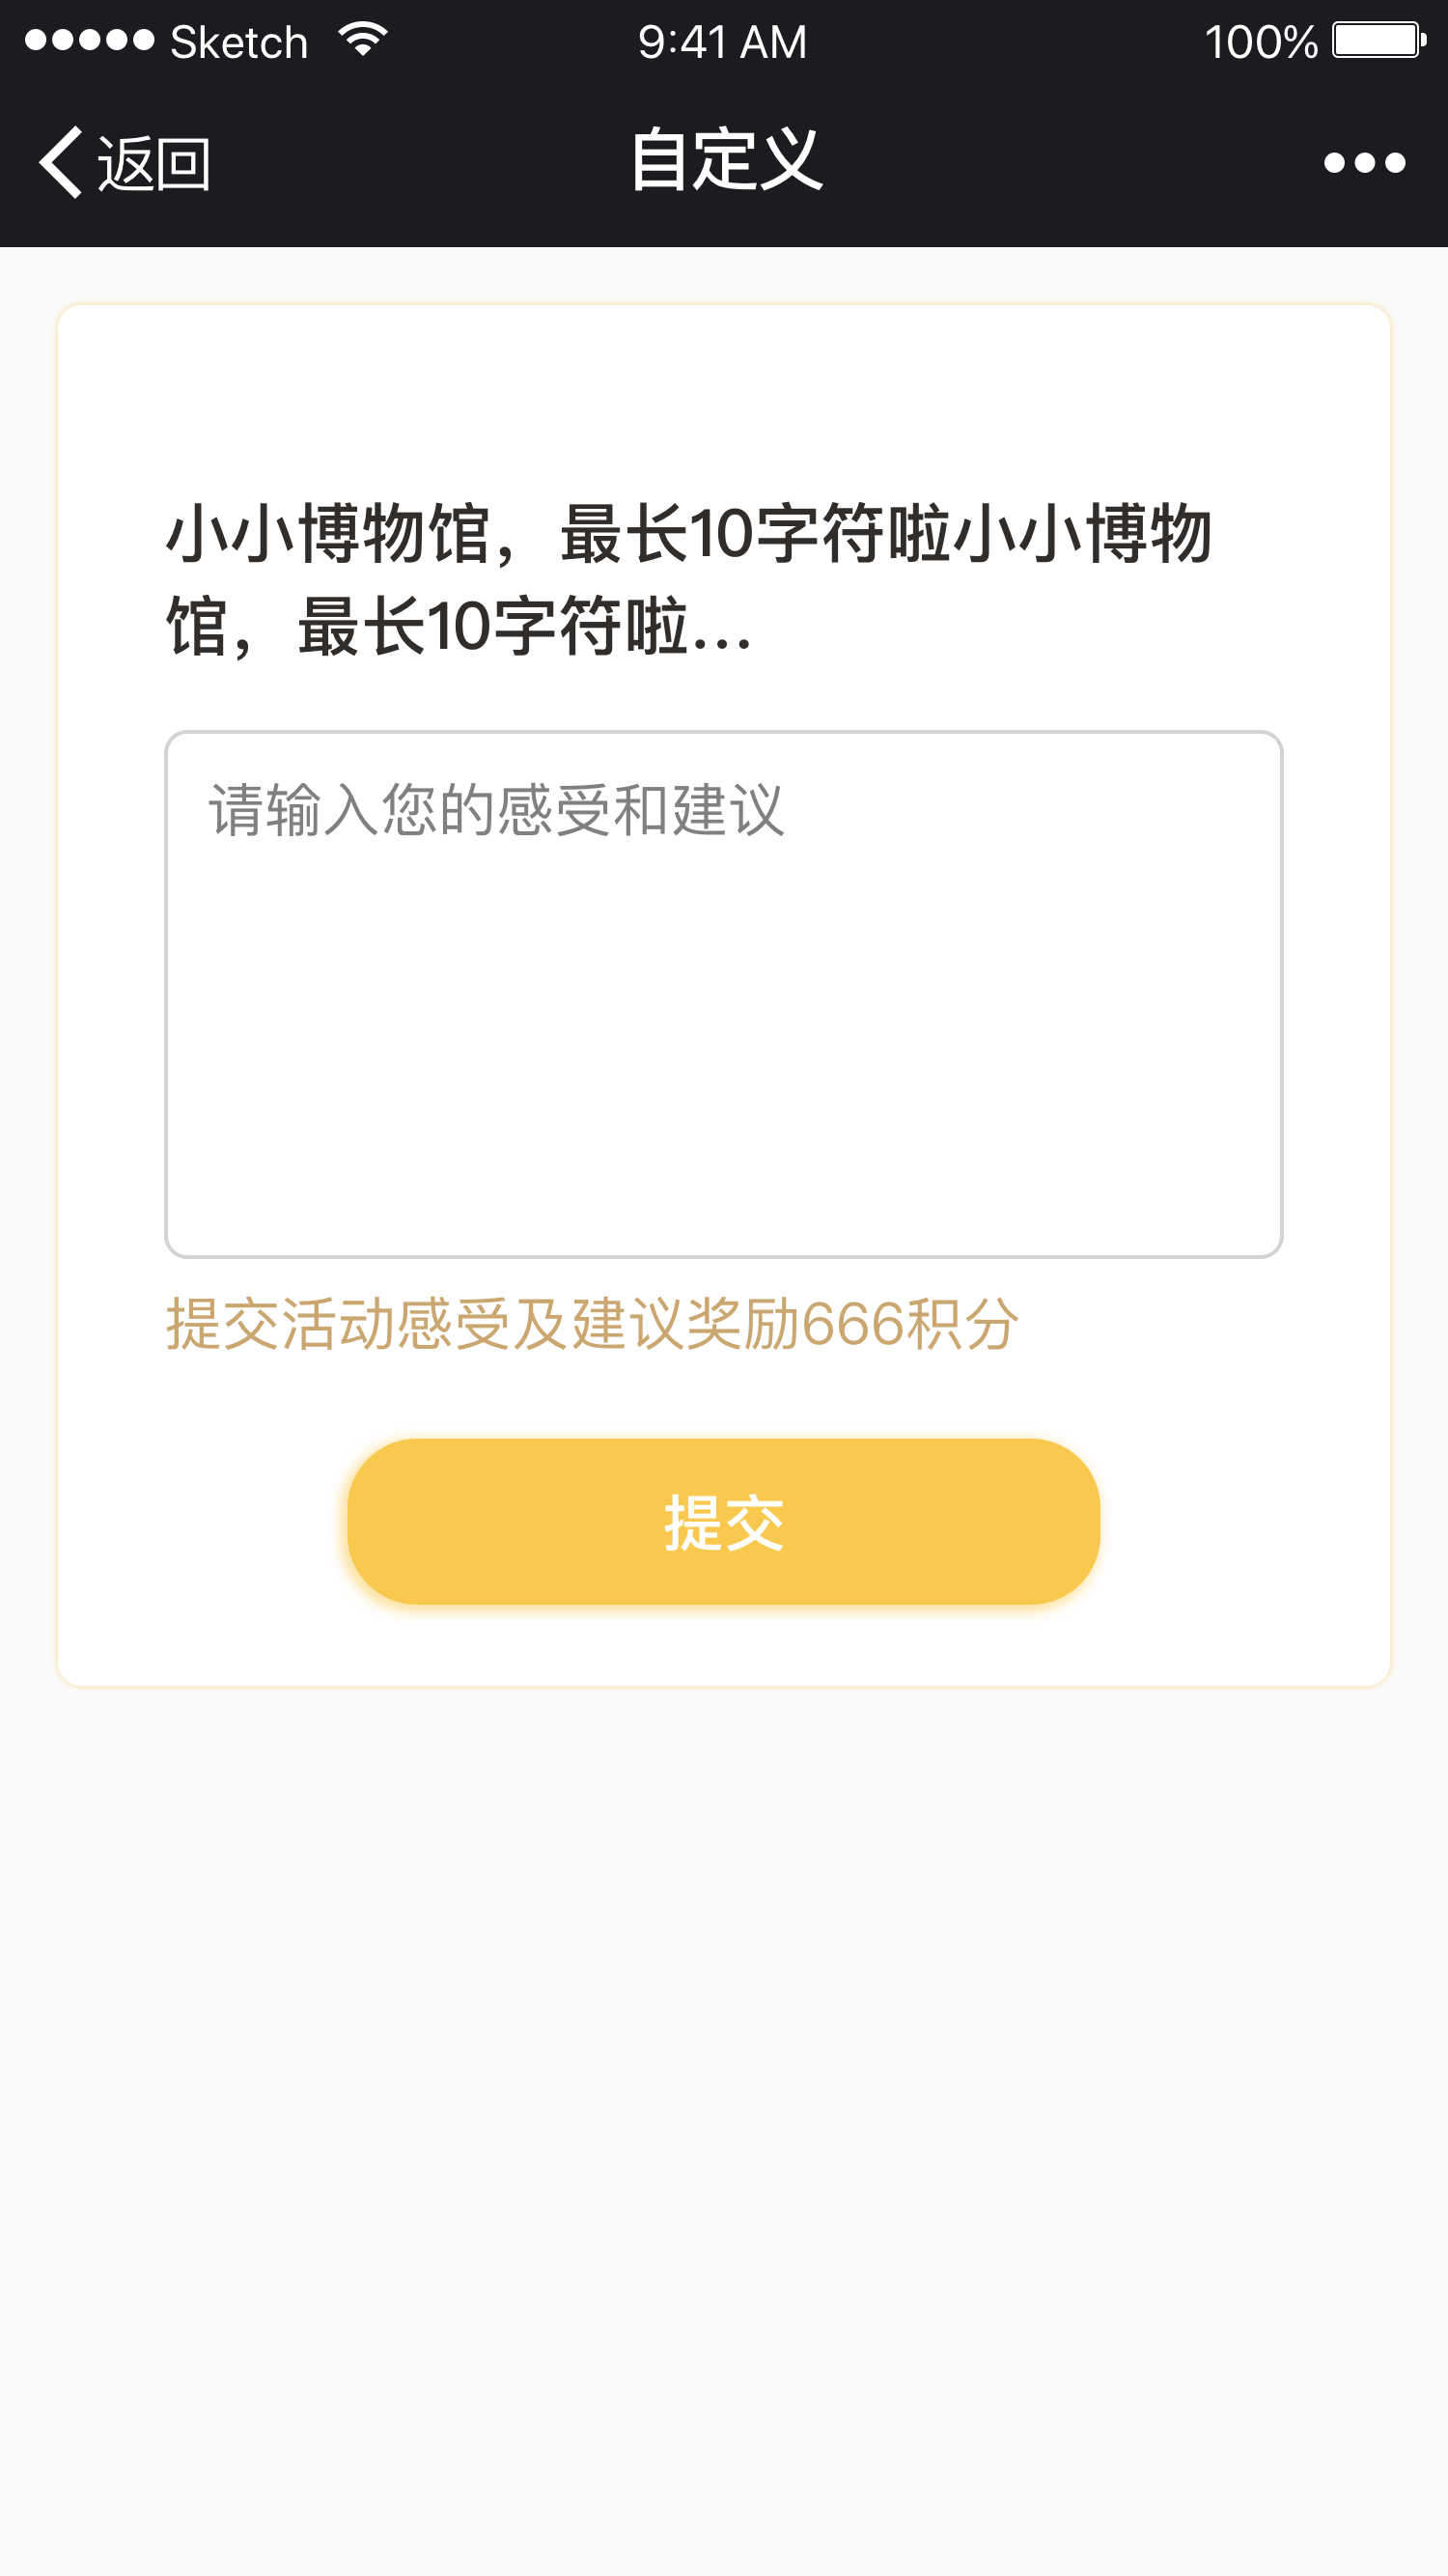 Sketch 9:41 AM 100%
返回 自定义
小小博物馆，最长10字符啦小小博物
馆，最长10字符啦...
请输入您的感受和建议
提交活动感受及建议奖励666积分
提交